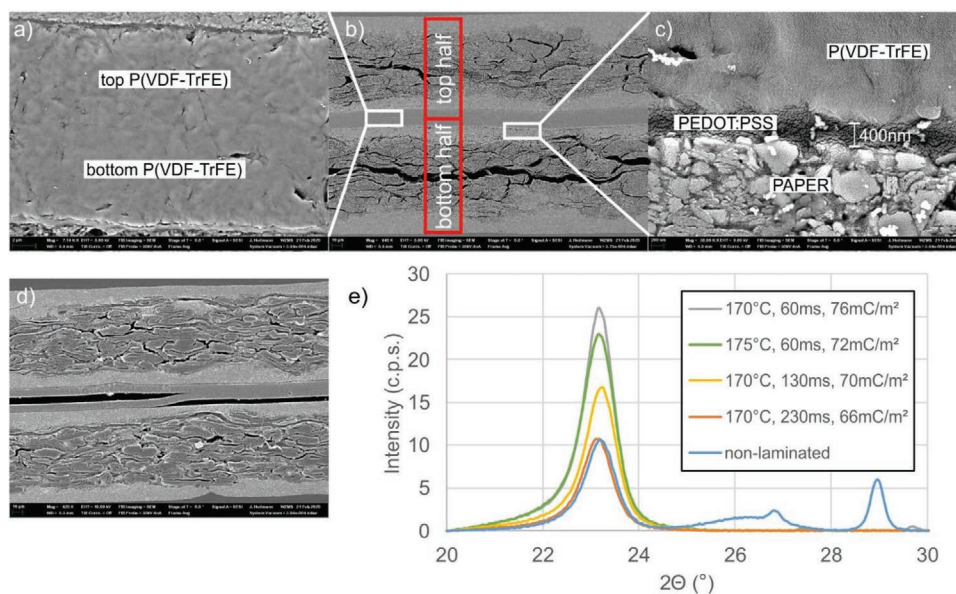 a)
top P(VDF-TrFE)
bottom P(VDF-TrFE)
b)
top half
bottom half
c)
P(VDF-TrFE)
PEDOT:PSS
400nm
PAPER
d)
e)
30
25
20
15
10
5
0
Intensity (c.p.s.)
170°C, 60ms, 76mC/m²
175°C, 60ms, 72mC/m²
170°C, 130ms, 70mC/m²
170°C, 230ms, 66mC/m²
non-laminated
20 22 24 26 28 30
2Θ (°)